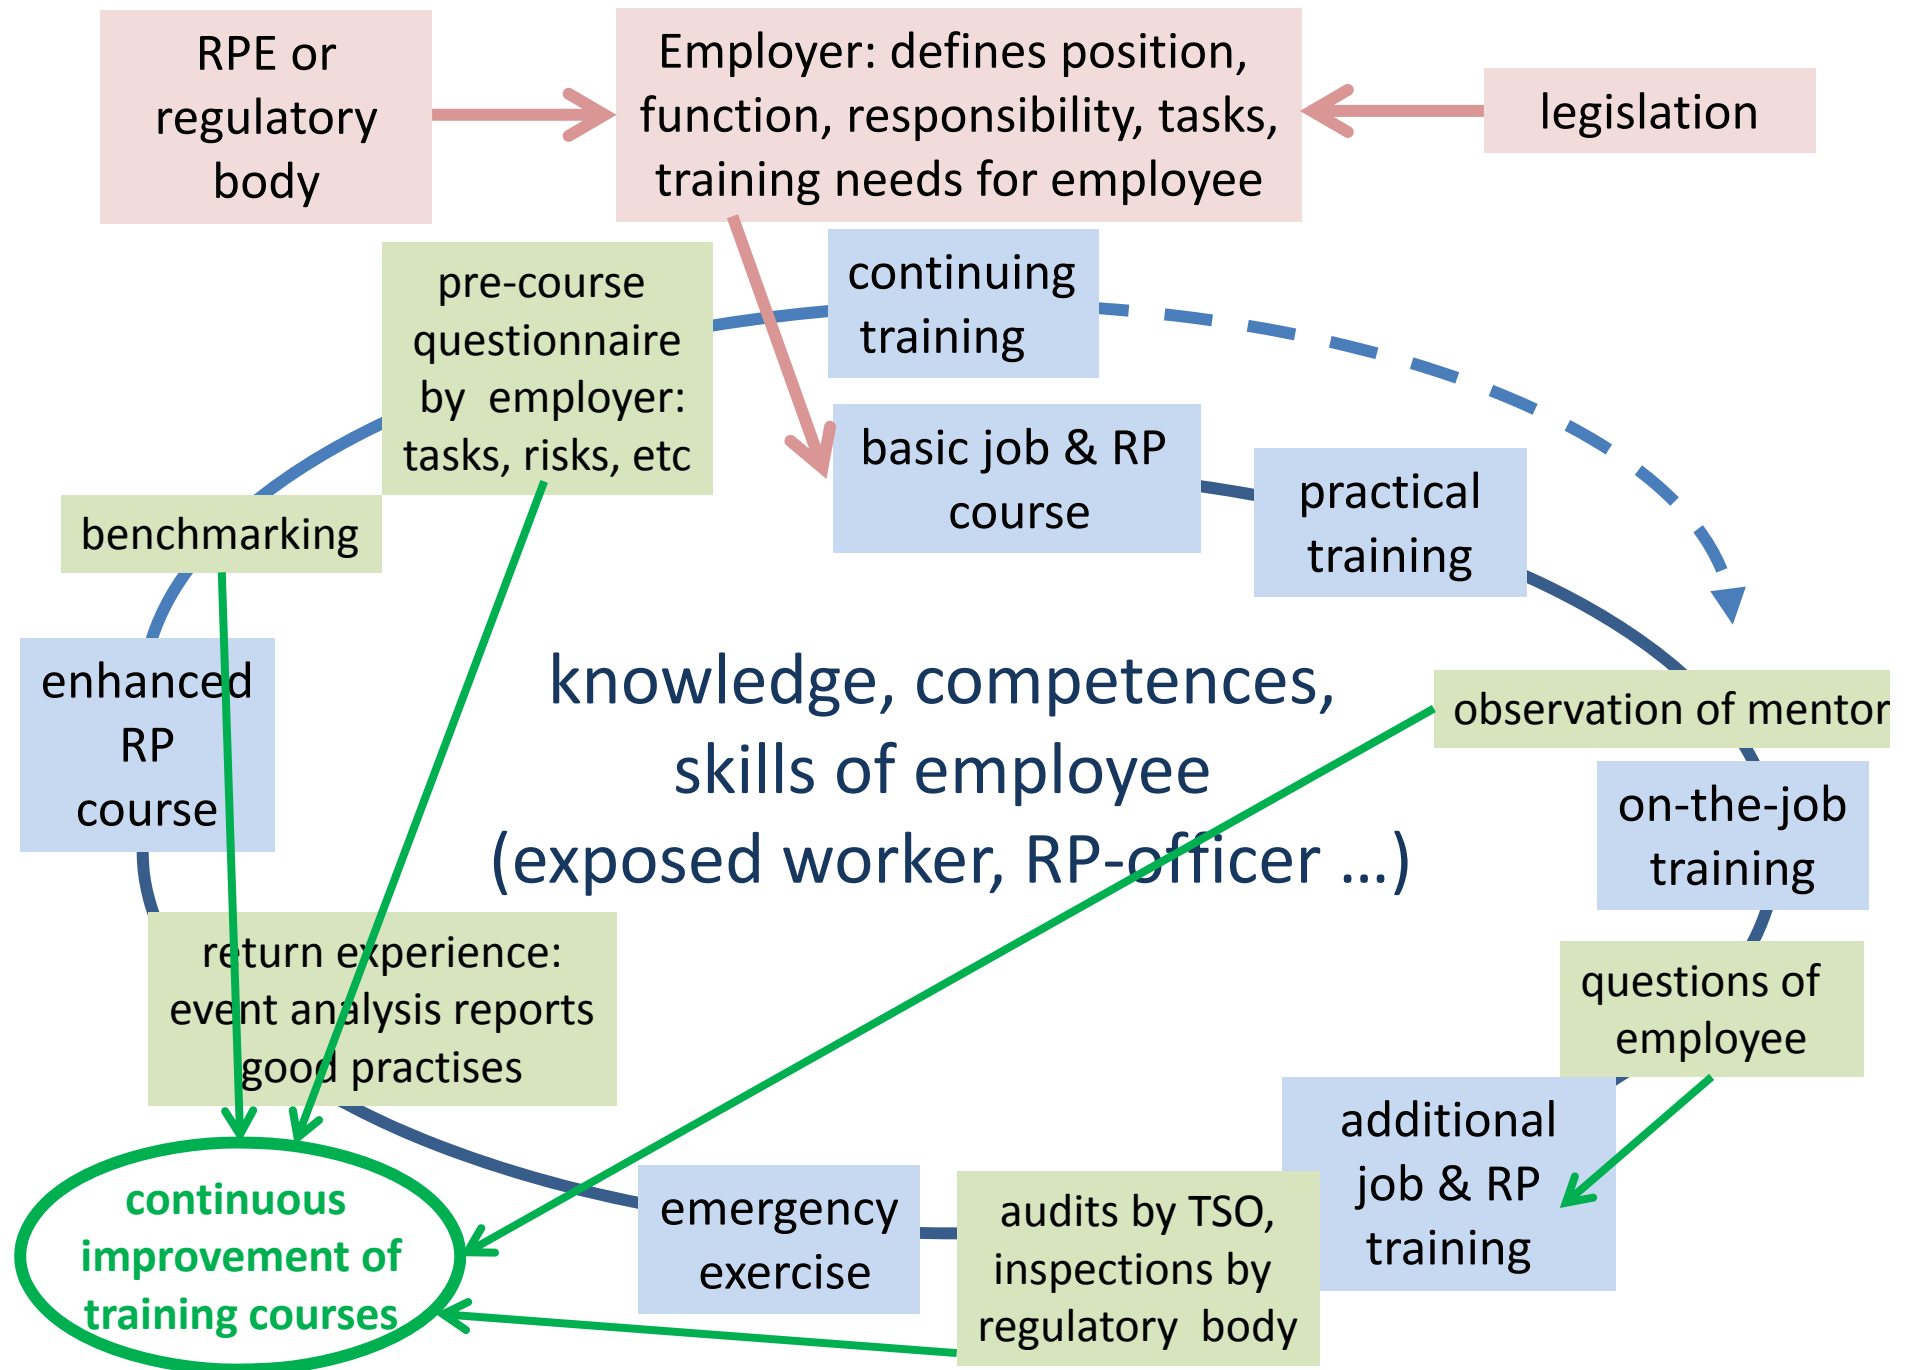 RPE or
regulatory
body
Employer: defines position,
function, responsibility, tasks,
training needs for employee
legislation
pre-course
questionnaire
by employer:
tasks, risks, etc
continuing
training
basic job & RP
course
practical
training
benchmarking
enhanced
RP
course
knowledge, competences,
skills of employee
(exposed worker, RP-officer ...)
observation of mentor
on-the-job
training
return experience:
event analysis reports
good practises
questions of
employee
additional
job & RP
training
emergency
exercise
audits by TSO,
inspections by
regulatory body
continuous
improvement of
training courses